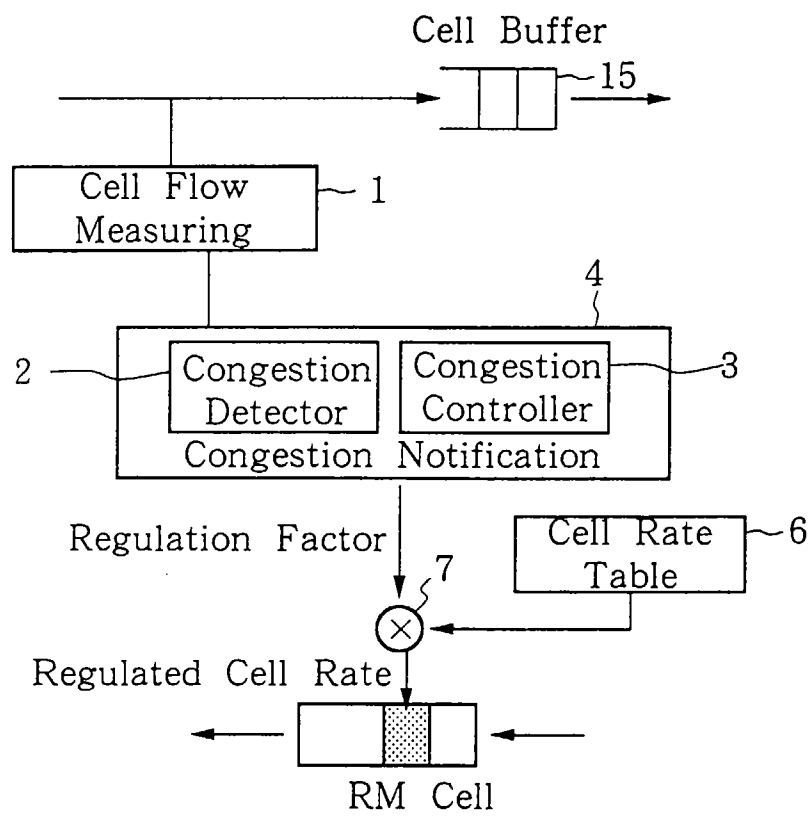 Cell Buffer
15
Cell Flow
Measuring
1
4
2
Congestion
Detector
Congestion
Controller
3
Congestion Notification
Regulation Factor
Cell Rate
Table
6
7
Regulated Cell Rate
RM Cell